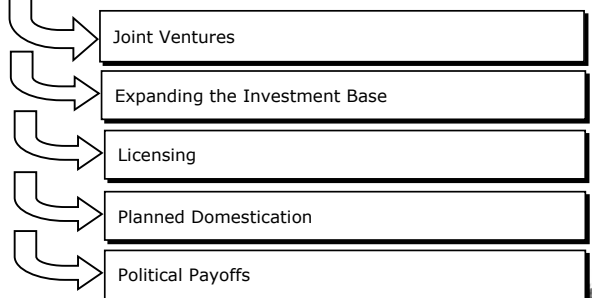 Joint Ventures
Expanding the Investment Base
Licensing
Planned Domestication
Political Payoffs